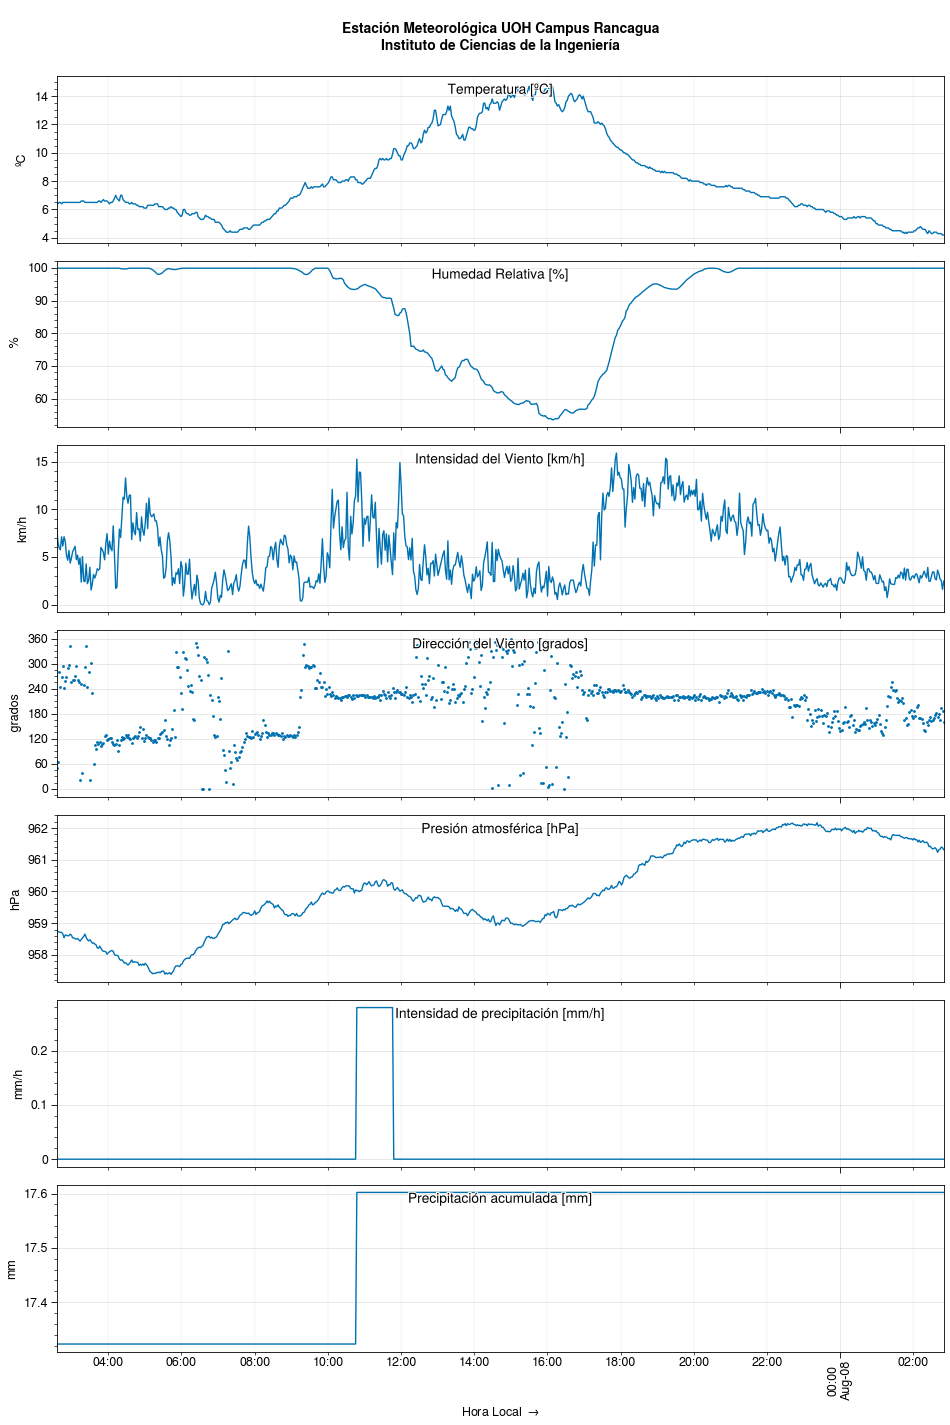 Estación Meteorológica UOH Campus Rancagua
Instituto de Ciencias de la Ingeniería
Temperatura [ºC]
ºC
14
12
10
8
6
4
Humedad Relativa [%]
%
100
90
80
70
60
Intensidad del Viento [km/h]
km/h
15
10
5
0
Dirección del Viento [grados]
grados
360
300
240
180
120
60
0
Presión atmosférica [hPa]
hPa
962
961
960
959
958
Intensidad de precipitación [mm/h]
mm/h
0.2
0.1
0
Precipitación acumulada [mm]
mm
17.6
17.5
17.4
04:00 06:00 08:00 10:00 12:00 14:00 16:00 18:00 20:00 22:00 00:00 02:00
Aug-08
Hora Local →